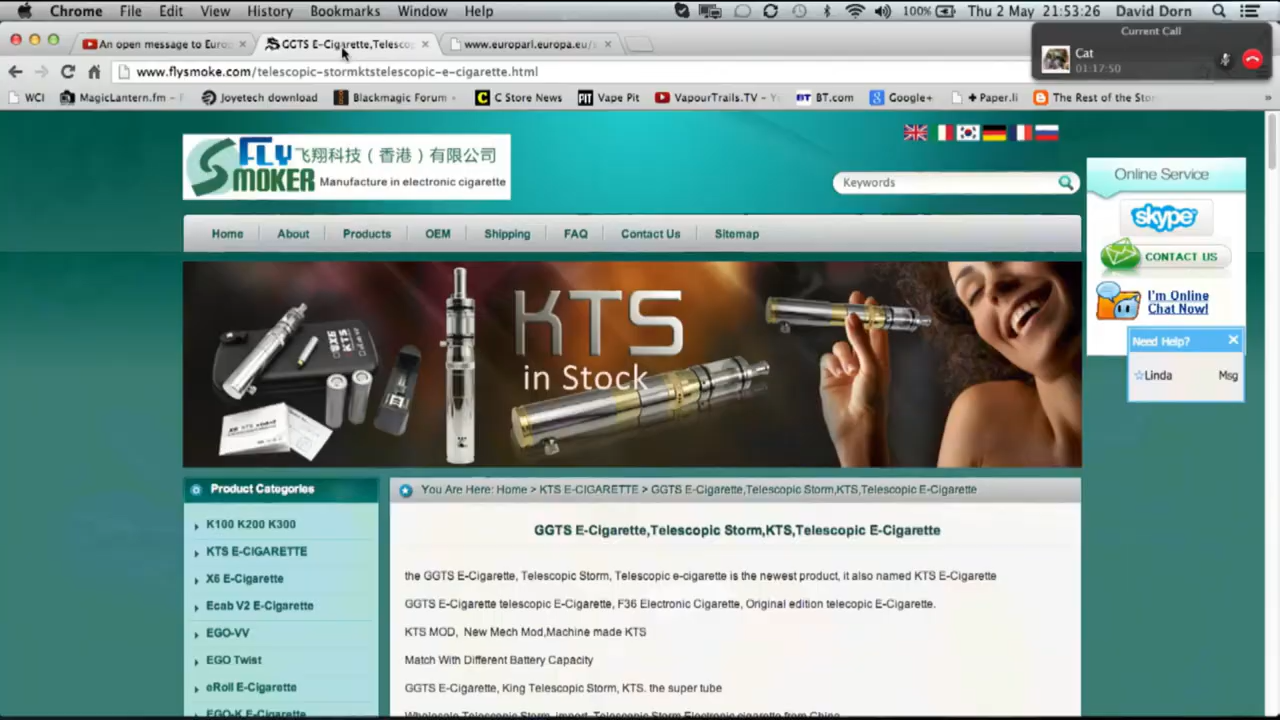 Chrome File Edit View History Bookmarks Window Help 100% Thu 2 May 21:53:26 David Dorn
Current Call
Cat
01:17:50
An open message to Euro
GGTS E-Cigarette,Telescop
www.europarl.europa.eu/
www.flysmoke.com/telescopic-stormktstelescopic-e-cigarette.html
WCI MagicLantern.fm – Joyetech download Blackmagic Forum C Store News Vape Pit VapourTrails.TV – BT.com Google+ + Paper.li The Rest of the Stor
FLY SMOKER
飞翔科技（香港）有限公司
Manufacture in electronic cigarette
Keywords
Online Service
skype
CONTACT US
I'm Online
Chat Now!
Need Help?
Linda Msg
Home About Products OEM Shipping FAQ Contact Us Sitemap
KTS
in Stock
Product Categories
K100 K200 K300
KTS E-CIGARETTE
X6 E-Cigarette
Ecab V2 E-Cigarette
EGO-VV
EGO Twist
eRoll E-Cigarette
EGO-K E-Cigarette
You Are Here: Home > KTS E-CIGARETTE > GGTS E-Cigarette,Telescopic Storm,KTS,Telescopic E-Cigarette
GGTS E-Cigarette,Telescopic Storm,KTS,Telescopic E-Cigarette
the GGTS E-Cigarette, Telescopic Storm, Telescopic e-cigarette is the newest product, it also named KTS E-Cigarette
GGTS E-Cigarette telescopic E-Cigarette, F36 Electronic Cigarette, Original edition telecopic E-Cigarette.
KTS MOD, New Mech Mod,Machine made KTS
Match With Different Battery Capacity
GGTS E-Cigarette, King Telescopic Storm, KTS. the super tube
Wholesale Telescopic Storm, import Telescopic Storm Electronic cigarette from China